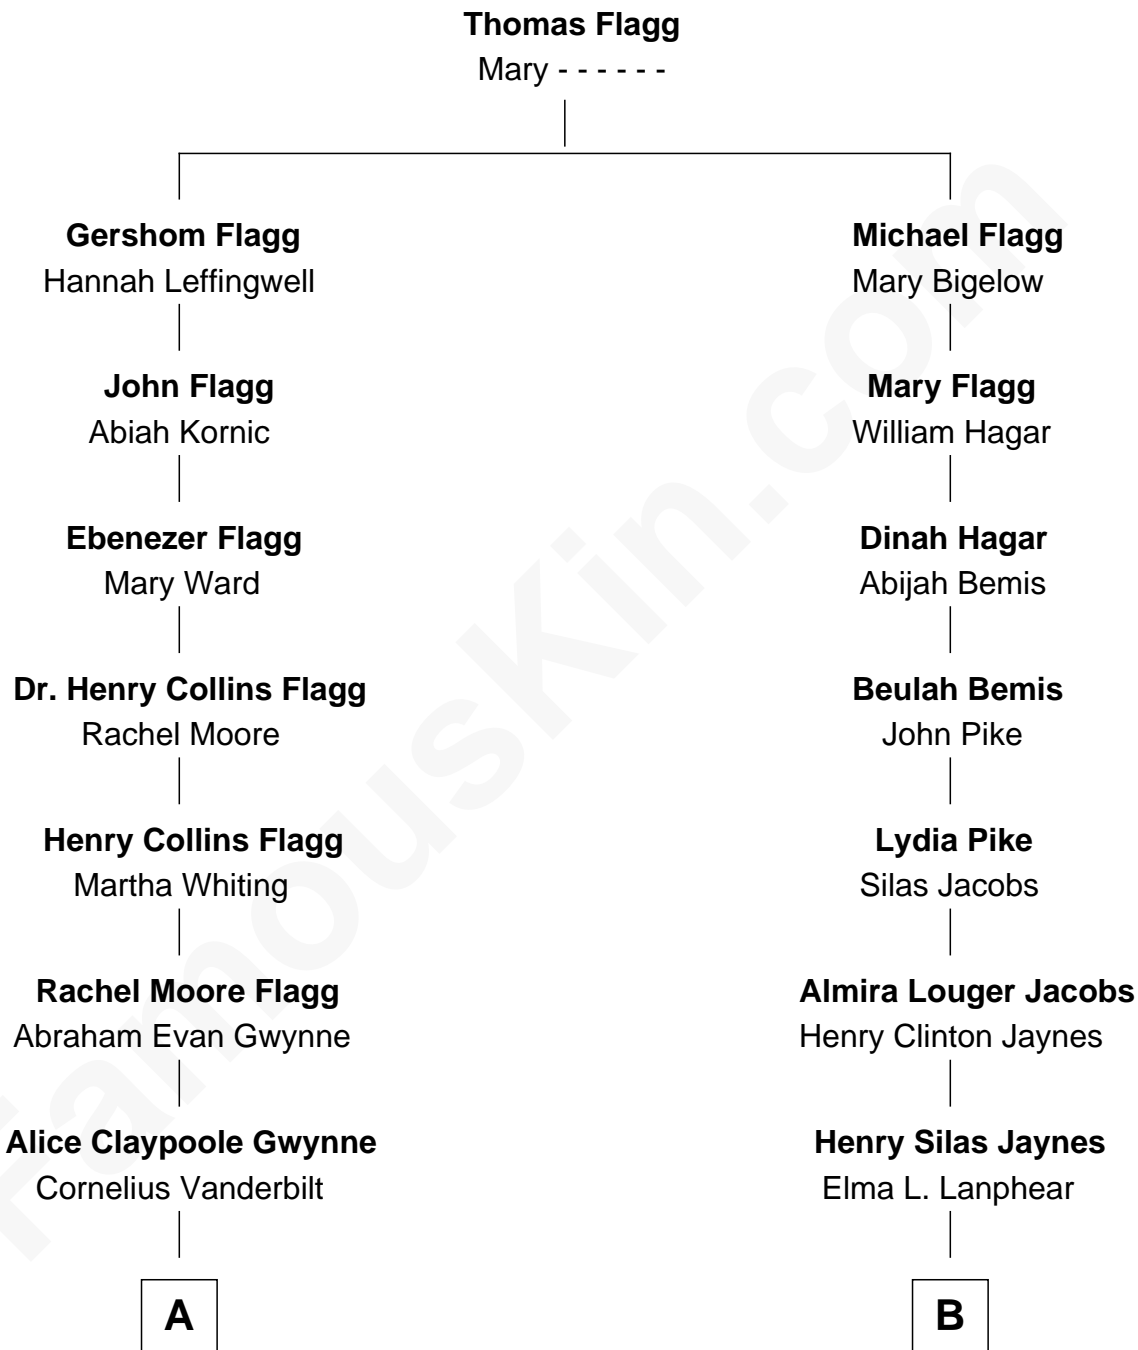 Thomas Flagg
Mary - - - - - -
Gershom Flagg
Hannah Leffingwell
Michael Flagg
Mary Bigelow
John Flagg
Abiah Kornic
Mary Flagg
William Hagar
Ebenezer Flagg
Mary Ward
Dinah Hagar
Abijah Bemis
Dr. Henry Collins Flagg
Rachel Moore
Beulah Bemis
John Pike
Henry Collins Flagg
Martha Whiting
Lydia Pike
Silas Jacobs
Rachel Moore Flagg
Abraham Evan Gwynne
Almira Louger Jacobs
Henry Clinton Jaynes
Alice Claypoole Gwynne
Cornelius Vanderbilt
Henry Silas Jaynes
Elma L. Lanphear
A
B
FamousKin.com